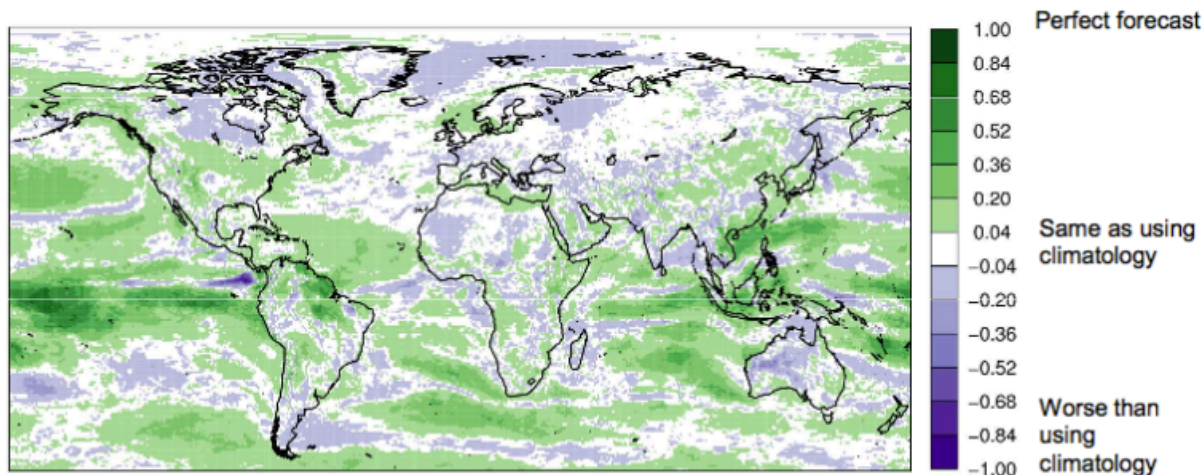 Perfect forecast
1.00
0.84
0.68
0.52
0.36
0.20
0.04
−0.04
−0.20
−0.36
−0.52
−0.68
−0.84
−1.00
Same as using
climatology
Worse than
using
climatology